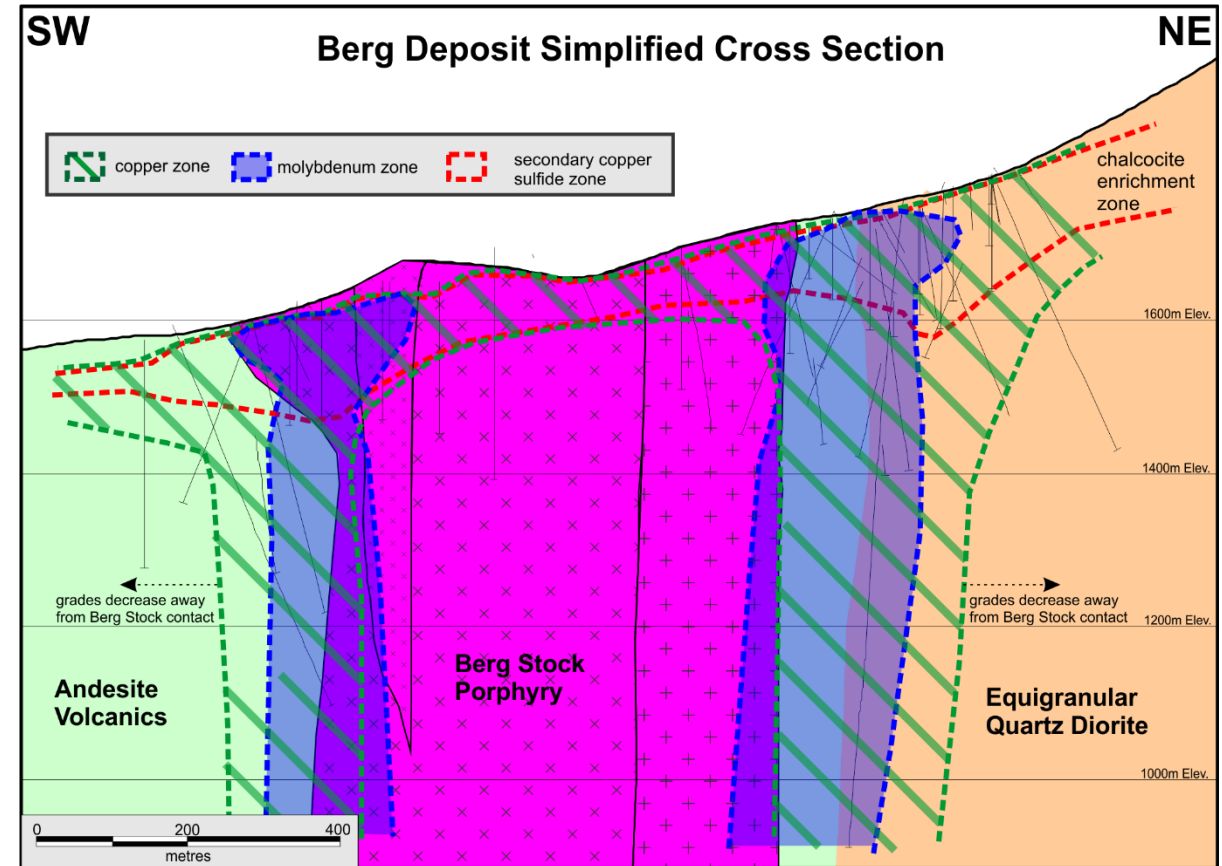 SW
NE
Berg Deposit Simplified Cross Section
copper zone
molybdenum zone
secondary copper
sulfide zone
chalcocite
enrichment
zone
1600m Elev.
1400m Elev.
grades decrease away
from Berg Stock contact
grades decrease away
from Berg Stock contact
1200m Elev.
Berg Stock
Porphyry
Andesite
Volcanics
Equigranular
Quartz Diorite
1000m Elev.
0 200 400
metres